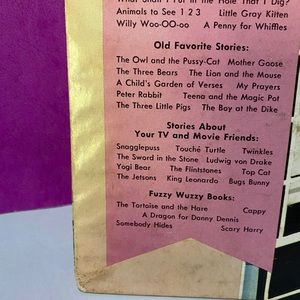 What Shall I Put in the Hole That I Dig?
Animals to See 1 2 3 Little Gray Kitten
Willy Woo-OO-oo A Penny for Whiffles
Old Favorite Stories:
The Owl and the Pussy-Cat Mother Goose
The Three Bears The Lion and the Mouse
A Child's Garden of Verses My Prayers
Peter Rabbit Teena and the Magic Pot
The Three Little Pigs The Boy at the Dike
Stories About
Your TV and Movie Friends:
Snagglepuss Touché Turtle Twinkles
The Sword in the Stone Ludwig von Drake
Yogi Bear The Flintstones Top Cat
The Jetsons King Leonardo Bugs Bunny
Fuzzy Wuzzy Books:
The Tortoise and the Hare Cappy
A Dragon for Danny Dennis
Somebody Hides Scary Harry